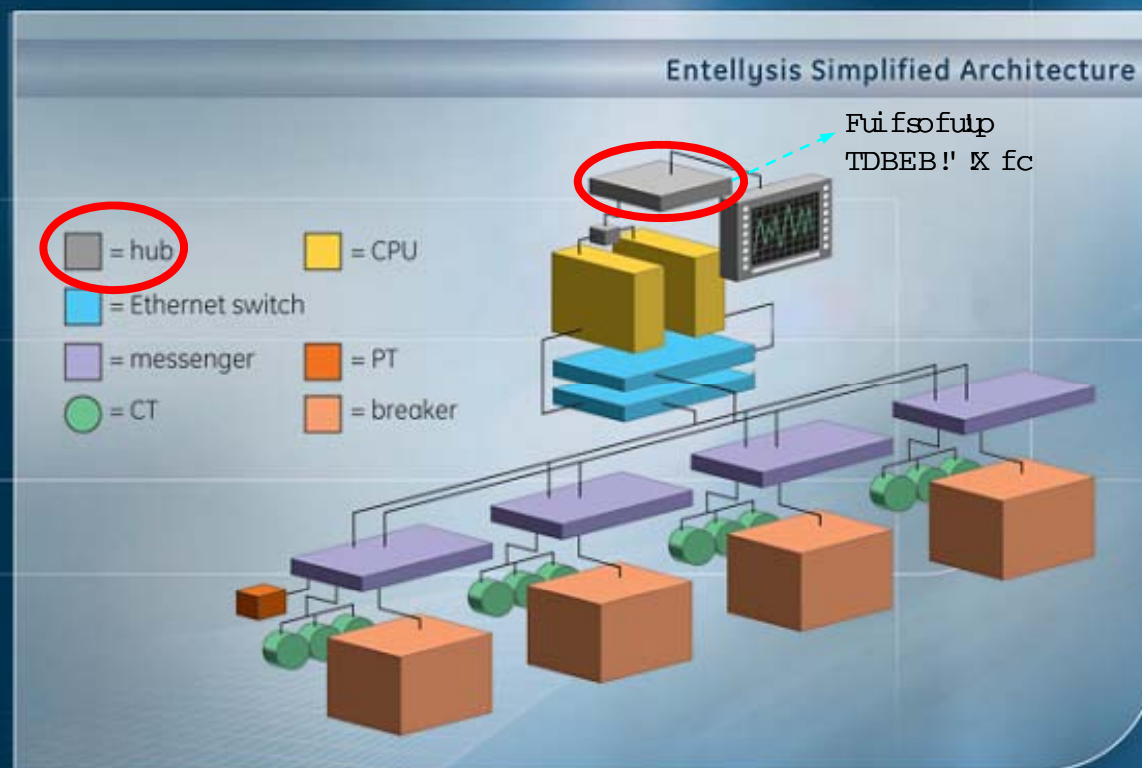 Entellysis Simplified Architecture
Fuifsofu!up
TDBEB!' !X fc
= hub
= CPU
= Ethernet switch
= messenger
= PT
= CT
= breaker